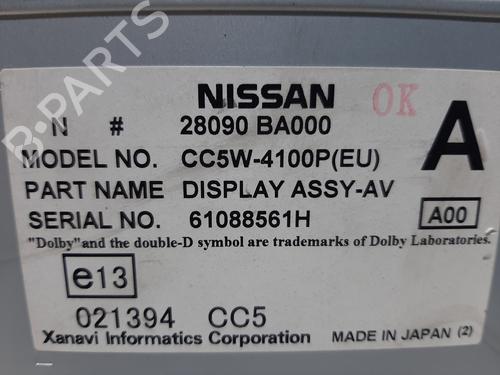 NISSAN OK A
N # 28090 BA000
MODEL NO. CC5W-4100P(EU)
PART NAME DISPLAY ASSY-AV
SERIAL NO. 61088561H A00
"Dolby"and the double-D symbol are trademarks of Dolby Laboratories.
e13
021394 CC5
Xanavi Informatics Corporation MADE IN JAPAN (2)
B-PARTS